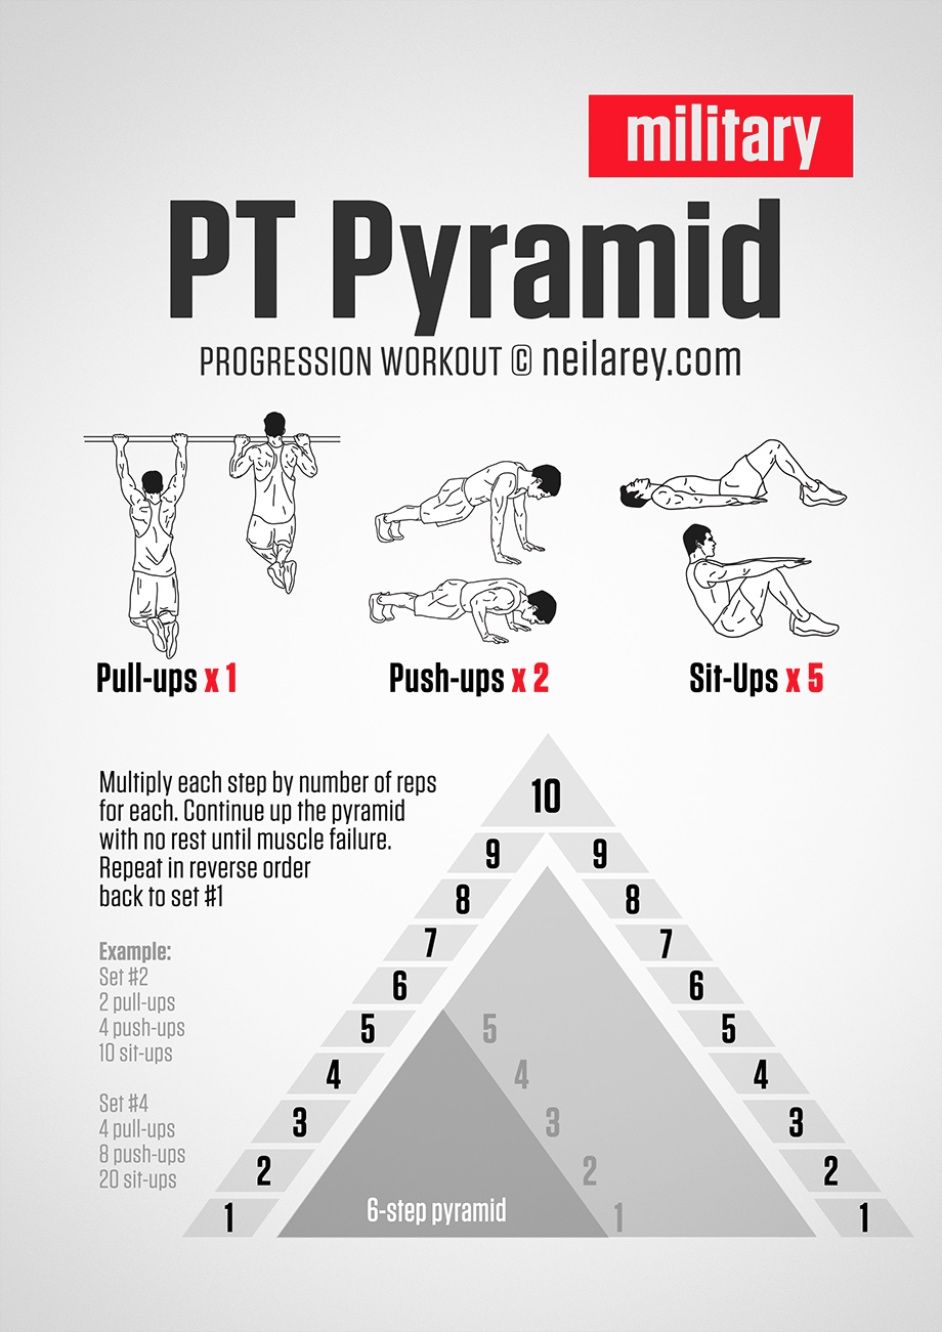 military
PT Pyramid
PROGRESSION WORKOUT © neilarey.com
Pull-ups x 1
Push-ups x 2
Sit-Ups x 5
Multiply each step by number of reps
for each. Continue up the pyramid
with no rest until muscle failure.
Repeat in reverse order
back to set #1
Example:
Set #2
2 pull-ups
4 push-ups
10 sit-ups
Set #4
4 pull-ups
8 push-ups
20 sit-ups
10
9 9
8 8
7 7
6 6
5 5 5
4 4 4
3 3 3
2 2 2
1 6-step pyramid 1 1